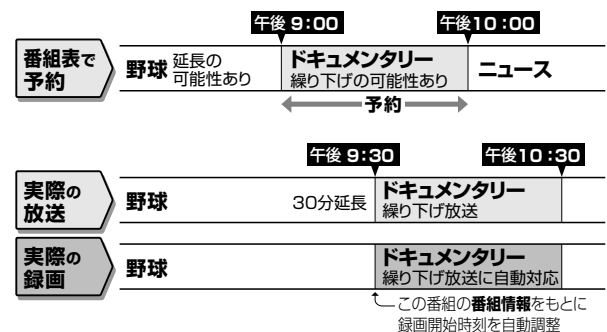 午後 9:00
午後10:00
番組表で
予約
野球 延長の
可能性あり
ドキュメンタリー
繰り下げの可能性あり
ニュース
予約
午後 9:30
午後10:30
実際の
放送
野球
30分延長
ドキュメンタリー
繰り下げ放送
実際の
録画
野球
ドキュメンタリー
繰り下げ放送に自動対応
この番組の番組情報をもとに
録画開始時刻を自動調整